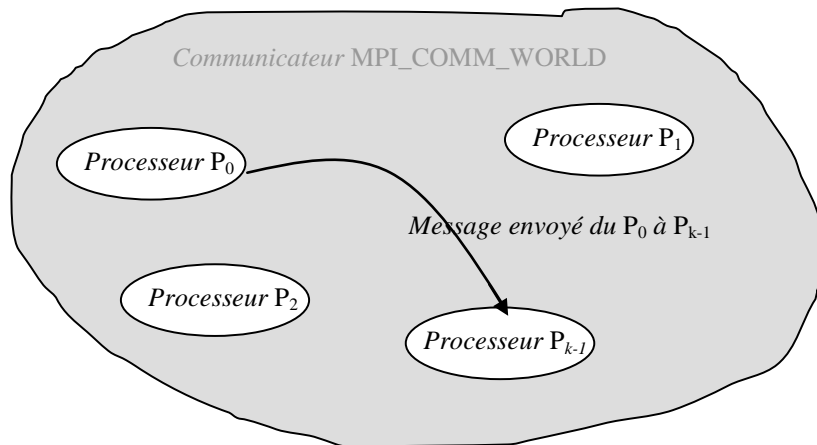 Communicateur MPI_COMM_WORLD
Processeur P1
Processeur P0
Message envoyé du P0 à Pk-1
Processeur P2
Processeur Pk-1